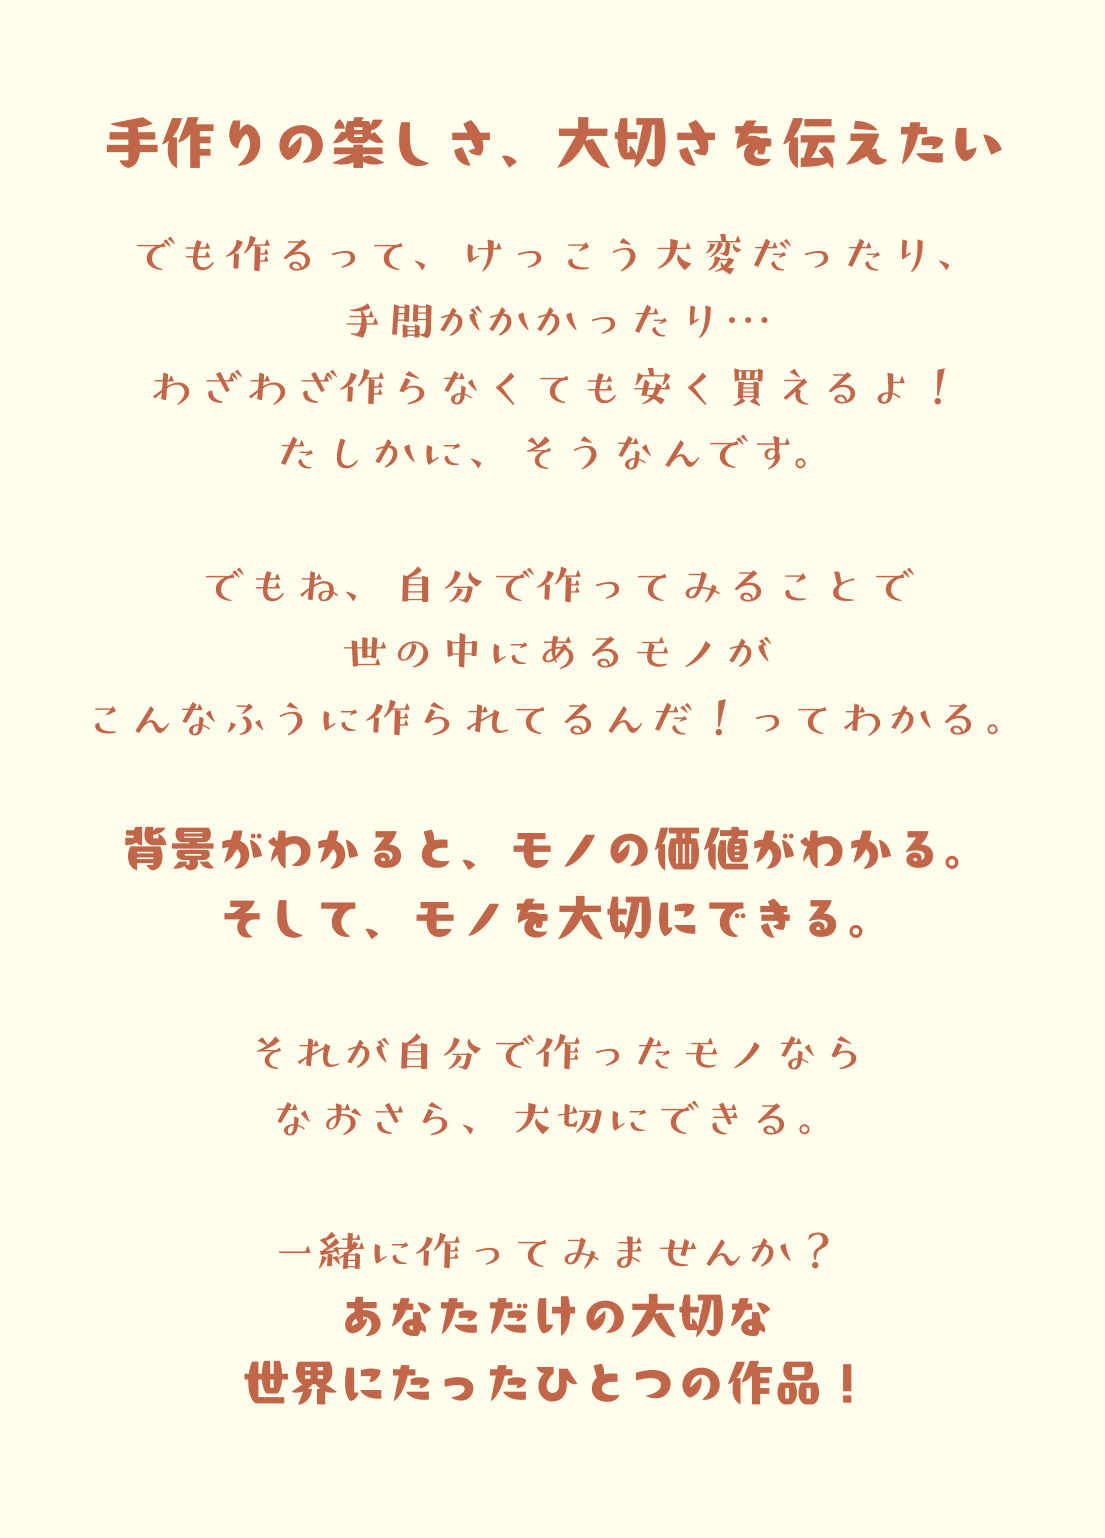 手作りの楽しさ、大切さを伝えたい
でも作るって、けっこう大変だったり、
手間がかかったり…
わざわざ作らなくても安く買えるよ！
たしかに、そうなんです。
でもね、自分で作ってみることで
世の中にあるモノが
こんなふうに作られてるんだ！ってわかる。
背景がわかると、モノの価値がわかる。
そして、モノを大切にできる。
それが自分で作ったモノなら
なおさら、大切にできる。
一緒に作ってみませんか？
あなただけの大切な
世界にたったひとつの作品！